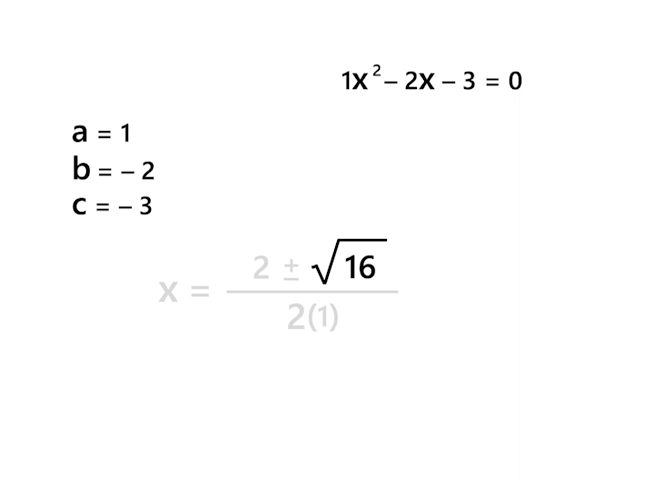 1x² – 2x – 3 = 0
a = 1
b = – 2
c = – 3
x = (2 ± √16) / 2(1)